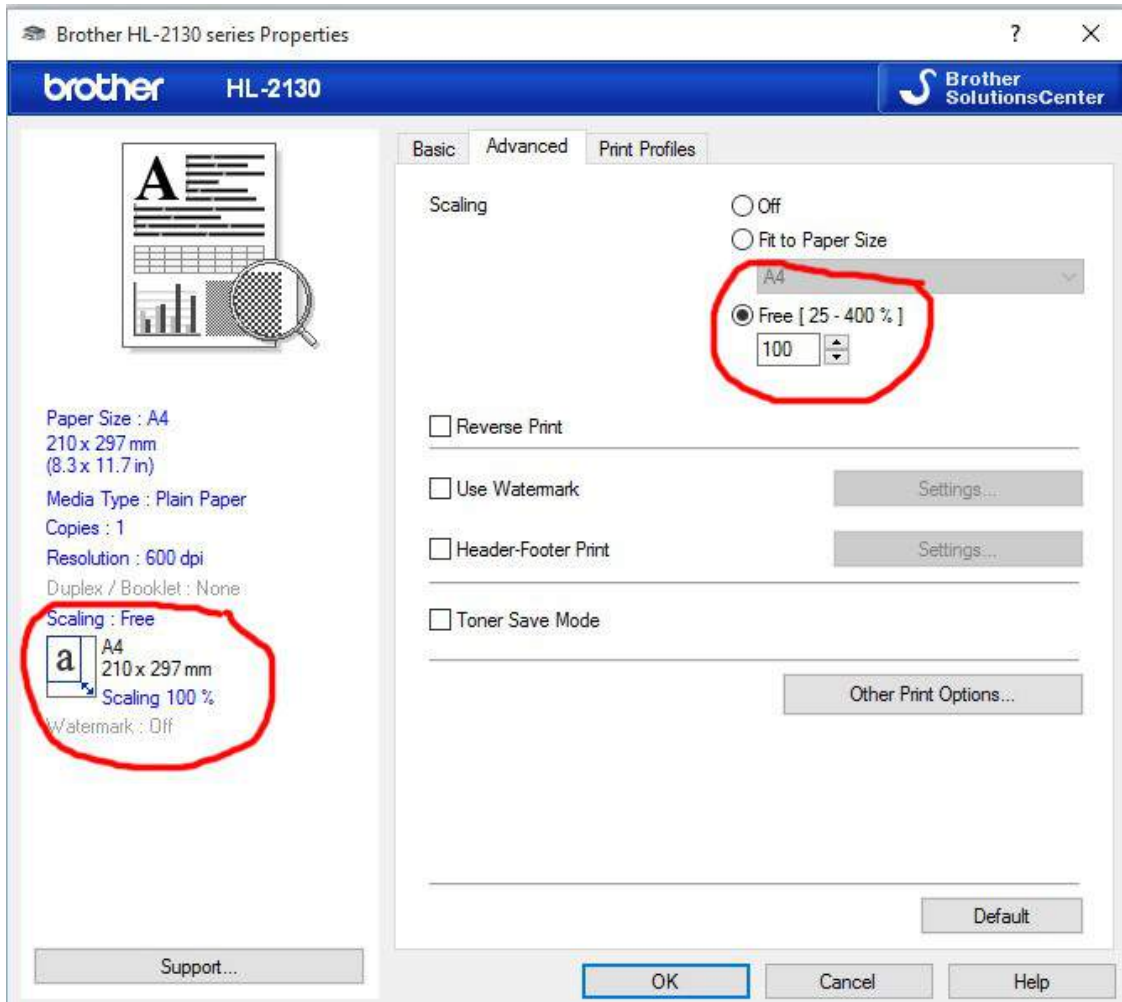 Brother HL-2130 series Properties
?
brother HL-2130
Brother
SolutionsCenter
A
Paper Size : A4
210 x 297 mm
(8.3 x 11.7 in)
Media Type : Plain Paper
Copies : 1
Resolution : 600 dpi
Duplex / Booklet : None
Scaling : Free
a
A4
210 x 297 mm
Scaling 100 %
Watermark : Off
Support...
Basic Advanced Print Profiles
Scaling
Off
Fit to Paper Size
A4
Free [ 25 - 400 % ]
100
Reverse Print
Use Watermark Settings...
Header-Footer Print Settings...
Toner Save Mode
Other Print Options...
Default
OK Cancel Help